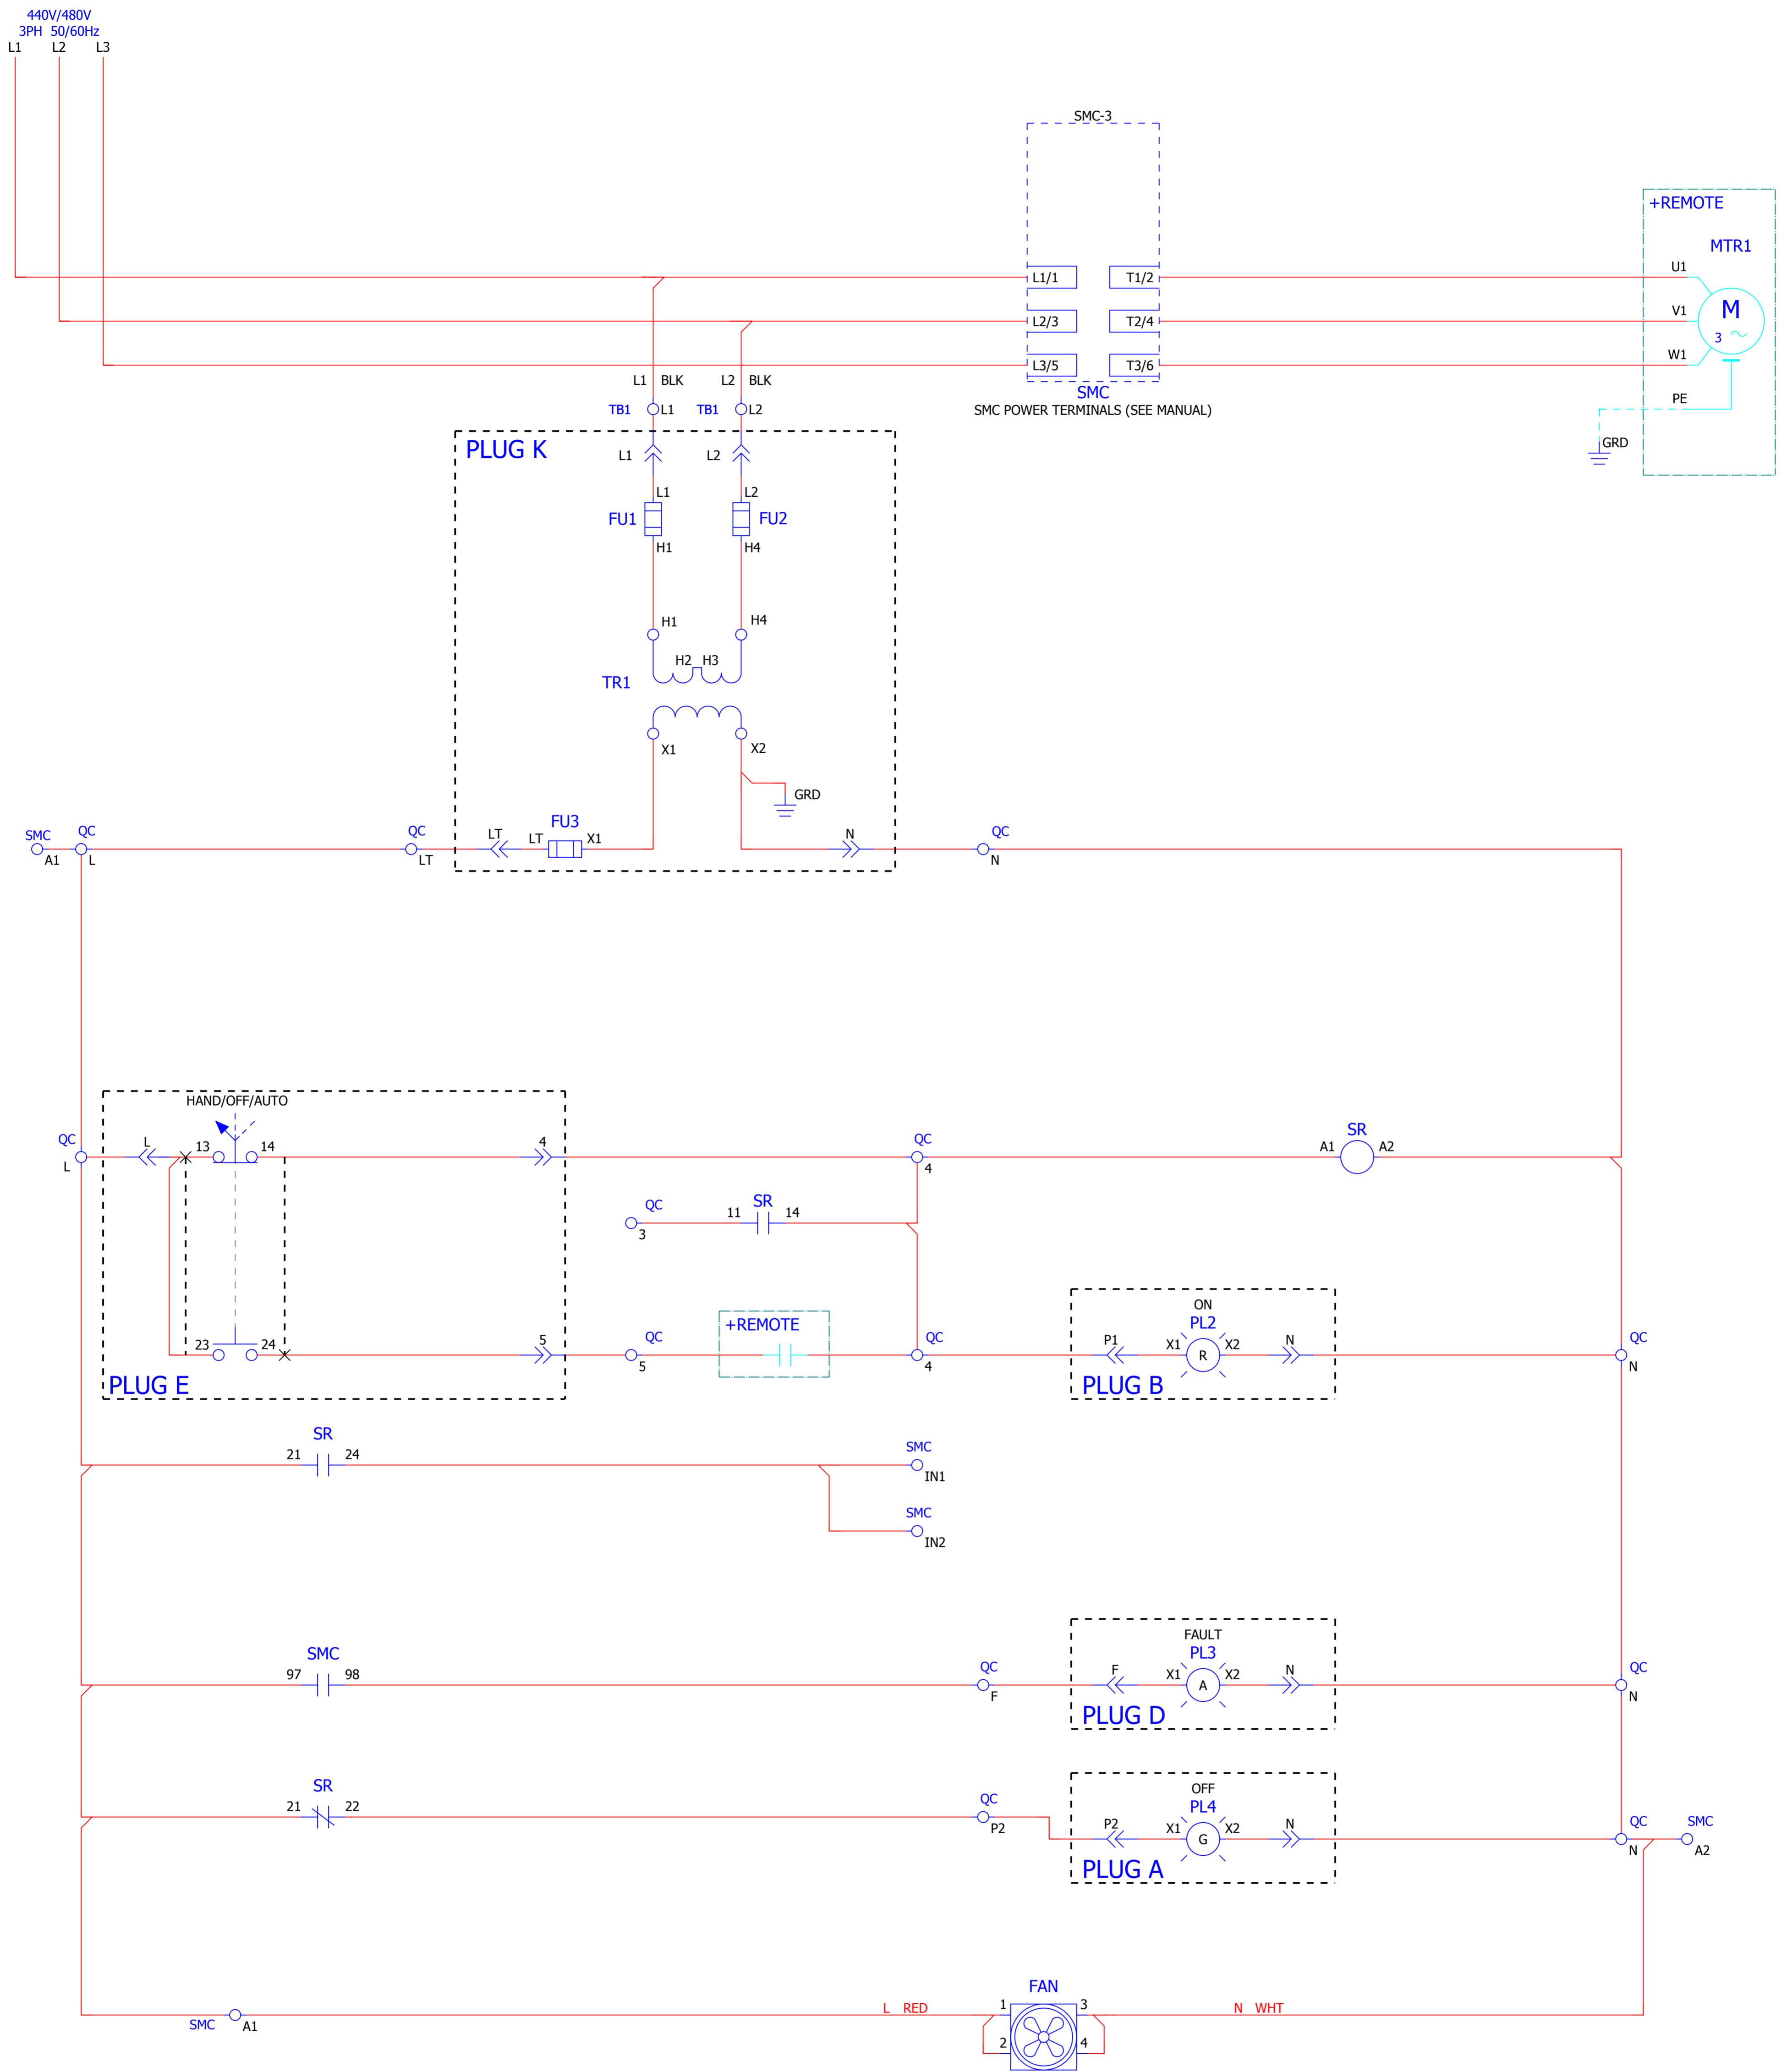 440V/480V
3PH 50/60Hz
L1 L2 L3
SMC-3
+REMOTE
MTR1
L1/1 T1/2 U1
L2/3 T2/4 V1
M
3
L3/5 T3/6 W1
L1 BLK L2 BLK
SMC
SMC POWER TERMINALS (SEE MANUAL)
PE
TB1 L1 TB1 L2
GRD
PLUG K
L1 L2
L1 L2
FU1 FU2
H1 H4
H1 H4
H2 H3
TR1
X1 X2
GRD
FU3
SMC QC QC LT LT X1 N QC
A1 L LT N
HAND/OFF/AUTO
QC L 13 14 4 QC SR
A1 A2
L 4
QC 11 SR 14
3
ON
+REMOTE PL2
23 24 5 QC QC P1 X1 X2 N QC
R
5 4 N
PLUG E PLUG B
SR SMC
21 24
IN1
SMC
IN2
FAULT
SMC PL3
97 98 QC F X1 X2 N QC
A
F N
PLUG D
SR OFF
21 22 QC PL4
P2 P2 X1 X2 N QC SMC
G
N A2
PLUG A
FAN
L RED 1 3 N WHT
SMC A1
2 4